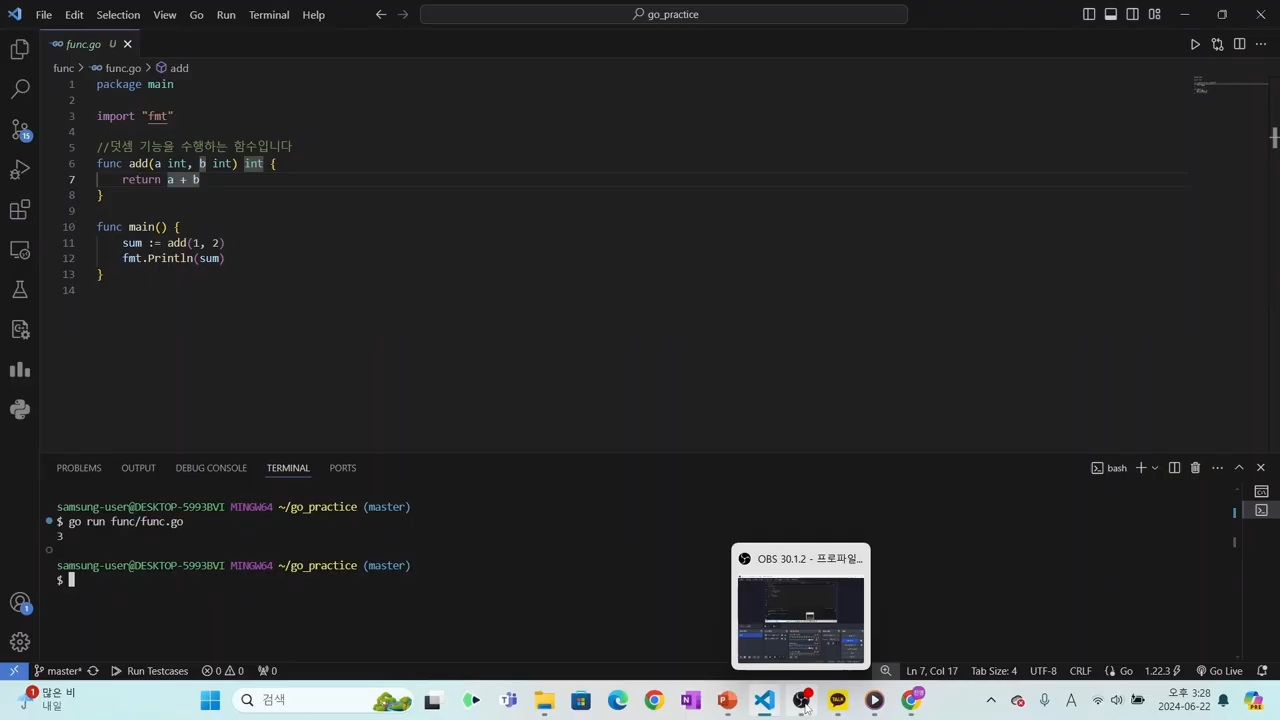 File Edit Selection View Go Run Terminal Help
go_practice
func.go U
func > func.go > add
1 package main
2
3 import "fmt"
4
5 //덧셈 기능을 수행하는 함수입니다
6 func add(a int, b int) int {
7 return a + b
8 }
9
10 func main() {
11 sum := add(1, 2)
12 fmt.Println(sum)
13 }
14
15
1
PROBLEMS OUTPUT DEBUG CONSOLE TERMINAL PORTS
bash
samsung-user@DESKTOP-5993BVI MINGW64 ~/go_practice (master)
$ go run func/func.go
3
samsung-user@DESKTOP-5993BVI MINGW64 ~/go_practice (master)
$
OBS 30.1.2 - 프로파일...
master Run Testcases 0 0 0 Ln 7, Col 17 Tab Size: 4 UTF-8 CRLF Go 1.22.3 Go Live
1 많은 비
내일
검색
TALK
A
오후 3:28
2024-06-22
PRE